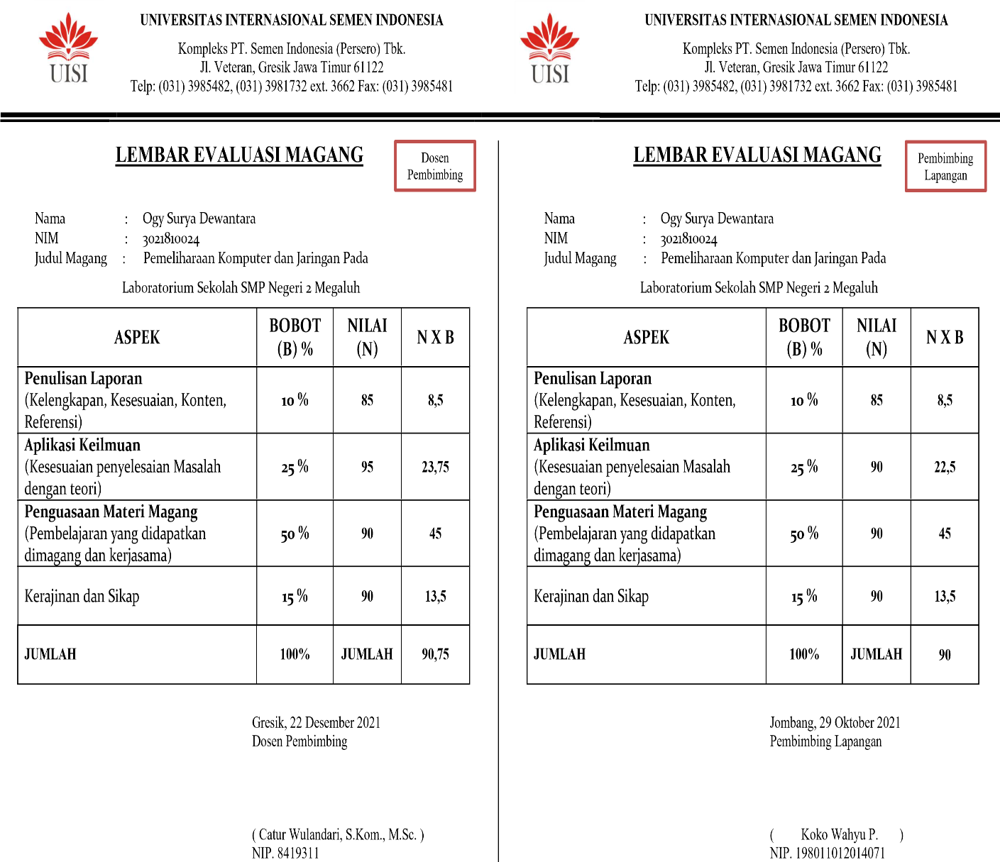 UISI
UNIVERSITAS INTERNASIONAL SEMEN INDONESIA
Kompleks PT. Semen Indonesia (Persero) Tbk.
Jl. Veteran, Gresik Jawa Timur 61122
Telp: (031) 3985482, (031) 3981732 ext. 3662 Fax: (031) 3985481
LEMBAR EVALUASI MAGANG
Dosen
Pembimbing
Nama : Ogy Surya Dewantara
NIM : 3021810024
Judul Magang : Pemeliharaan Komputer dan Jaringan Pada
Laboratorium Sekolah SMP Negeri 2 Megaluh
ASPEK BOBOT (B) % NILAI (N) N X B
Penulisan Laporan
(Kelengkapan, Kesesuaian, Konten,
Referensi)
10 % 85 8,5
Aplikasi Keilmuan
(Kesesuaian penyelesaian Masalah
dengan teori)
25 % 95 23,75
Penguasaan Materi Magang
(Pembelajaran yang didapatkan
dimagang dan kerjasama)
50 % 90 45
Kerajinan dan Sikap 15 % 90 13,5
JUMLAH 100% JUMLAH 90,75
Gresik, 22 Desember 2021
Dosen Pembimbing
( Catur Wulandari, S.Kom., M.Sc. )
NIP. 8419311
UISI
UNIVERSITAS INTERNASIONAL SEMEN INDONESIA
Kompleks PT. Semen Indonesia (Persero) Tbk.
Jl. Veteran, Gresik Jawa Timur 61122
Telp: (031) 3985482, (031) 3981732 ext. 3662 Fax: (031) 3985481
LEMBAR EVALUASI MAGANG
Pembimbing
Lapangan
Nama : Ogy Surya Dewantara
NIM : 3021810024
Judul Magang : Pemeliharaan Komputer dan Jaringan Pada
Laboratorium Sekolah SMP Negeri 2 Megaluh
ASPEK BOBOT (B) % NILAI (N) N X B
Penulisan Laporan
(Kelengkapan, Kesesuaian, Konten,
Referensi)
10 % 85 8,5
Aplikasi Keilmuan
(Kesesuaian penyelesaian Masalah
dengan teori)
25 % 90 22,5
Penguasaan Materi Magang
(Pembelajaran yang didapatkan
dimagang dan kerjasama)
50 % 90 45
Kerajinan dan Sikap 15 % 90 13,5
JUMLAH 100% JUMLAH 90
Jombang, 29 Oktober 2021
Pembimbing Lapangan
( Koko Wahyu P. )
NIP. 198011012014071